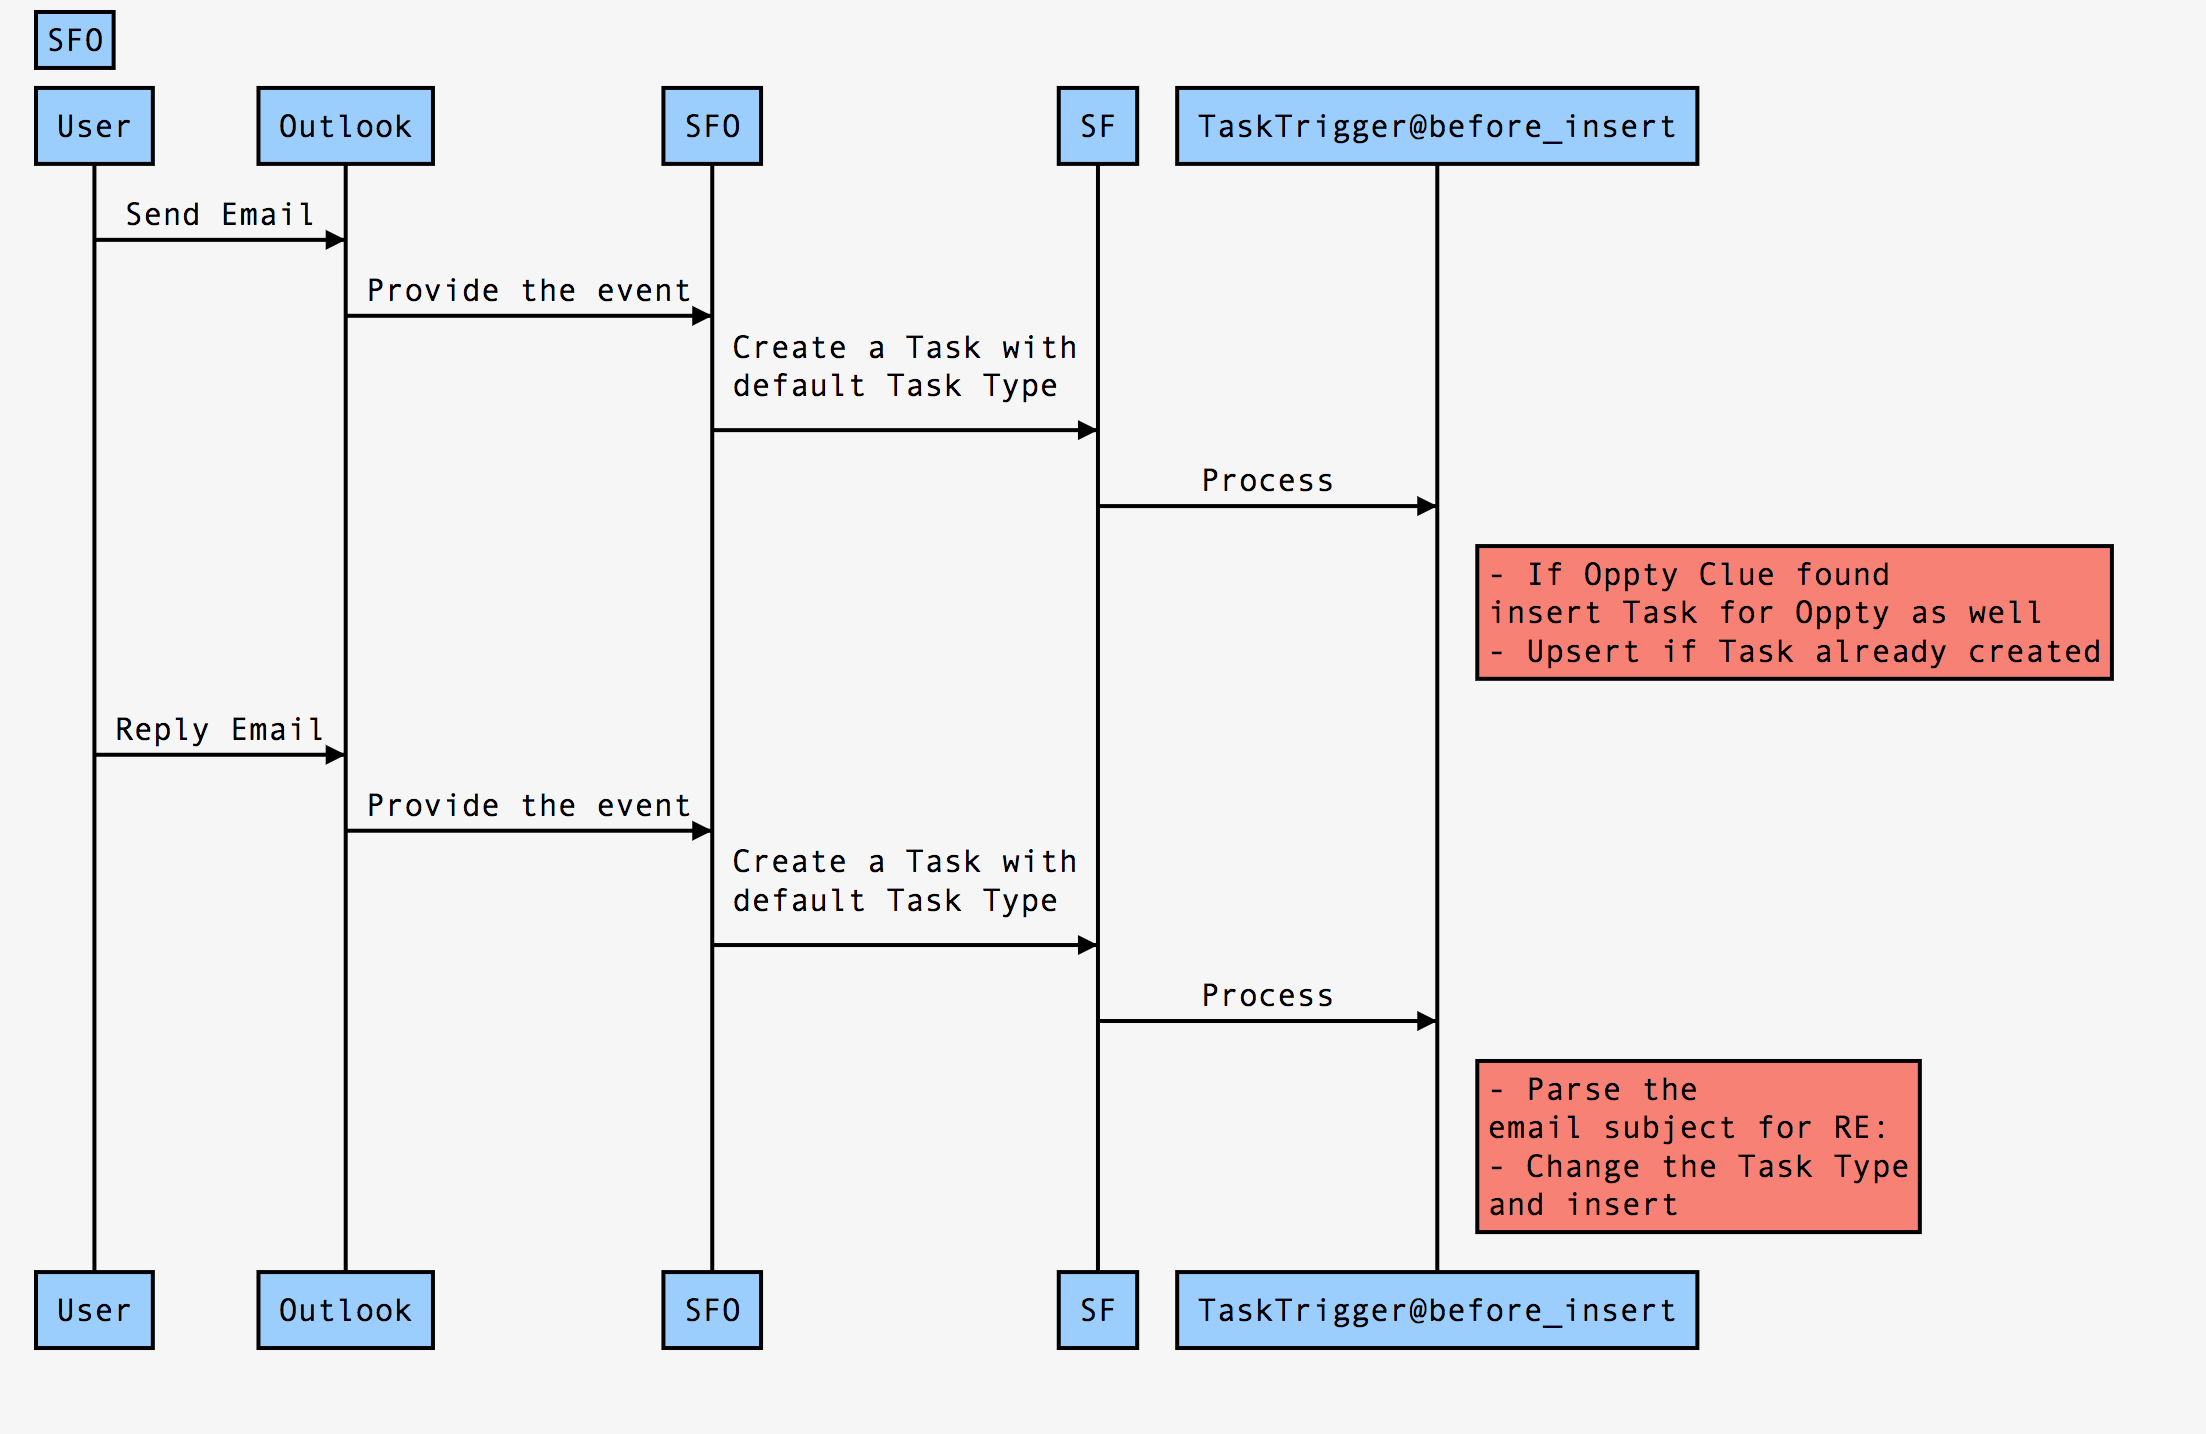 SFO
User
Outlook
SFO
SF
TaskTrigger@before_insert
Send Email
Provide the event
Create a Task with
default Task Type
Process
- If Oppty Clue found
insert Task for Oppty as well
- Upsert if Task already created
Reply Email
Provide the event
Create a Task with
default Task Type
Process
- Parse the
email subject for RE:
- Change the Task Type
and insert
User
Outlook
SFO
SF
TaskTrigger@before_insert